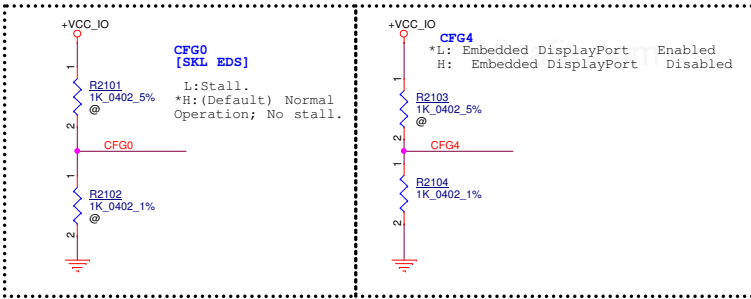 +VCC_IO
CFG0
[SKL EDS]
L:Stall.
*H:(Default) Normal
Operation; No stall.
1
R2101
1K_0402_5%
@
2
CFG0
1
R2102
1K_0402_1%
@
2
+VCC_IO
CFG4
*L: Embedded DisplayPort Enabled
H: Embedded DisplayPort Disabled
1
R2103
1K_0402_5%
@
2
CFG4
1
R2104
1K_0402_1%
2